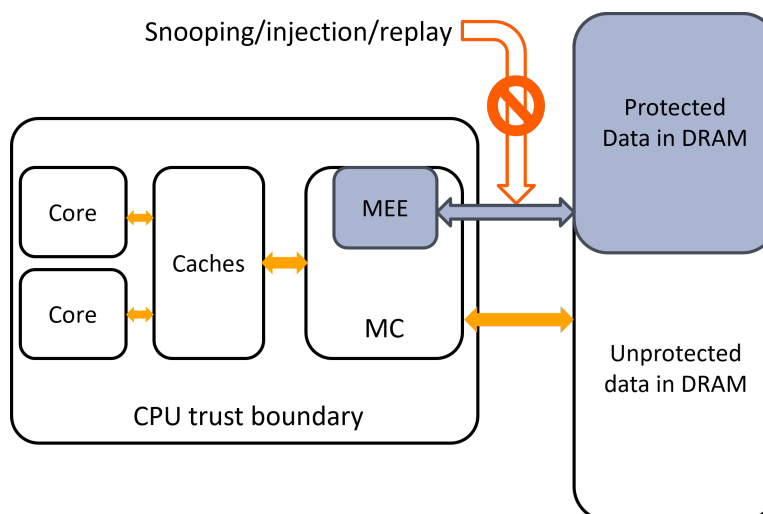 Snooping/injection/replay
Protected
Data in DRAM
Core
MEE
Caches
Core
MC
Unprotected
data in DRAM
CPU trust boundary